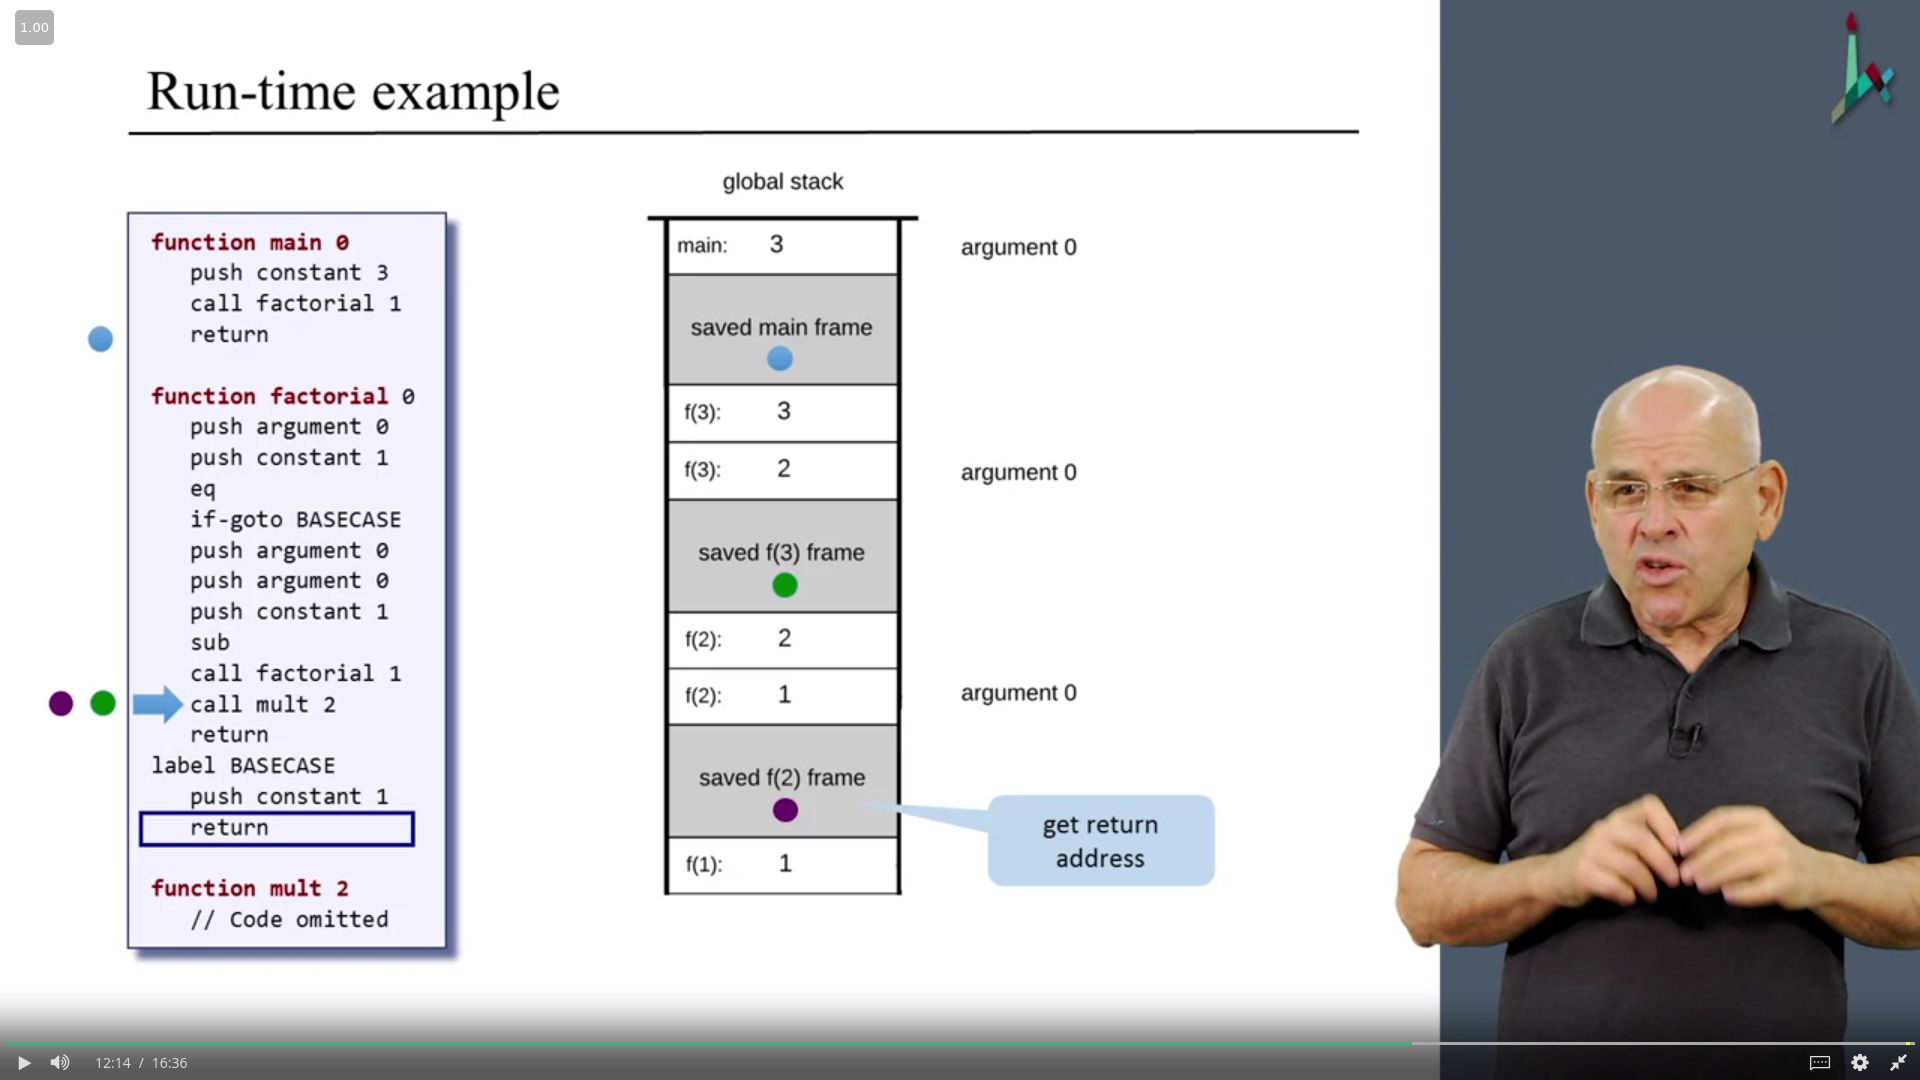 1.00
Run-time example
function main 0
push constant 3
call factorial 1
return
function factorial 0
push argument 0
push constant 1
eq
if-goto BASECASE
push argument 0
push argument 0
push constant 1
sub
call factorial 1
call mult 2
return
label BASECASE
push constant 1
return
function mult 2
// Code omitted
global stack
main: 3
argument 0
saved main frame
f(3): 3
f(3): 2
argument 0
saved f(3) frame
f(2): 2
f(2): 1
argument 0
saved f(2) frame
get return
address
f(1): 1
12:14 / 16:36